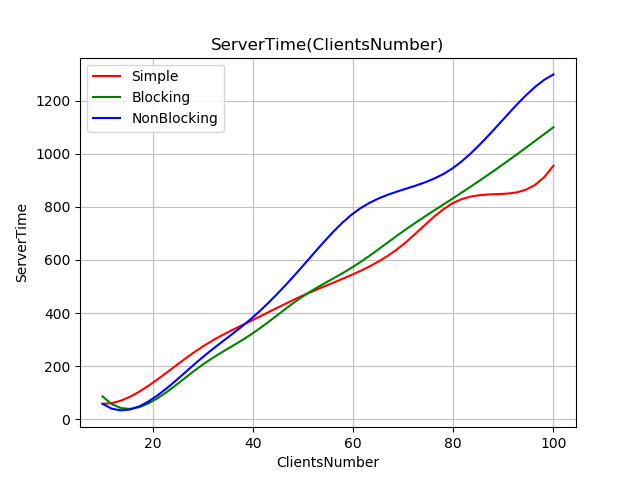 ServerTime(ClientsNumber)
Simple
Blocking
NonBlocking
1200
1000
800
600
400
200
0
ServerTime
20 40 60 80 100
ClientsNumber